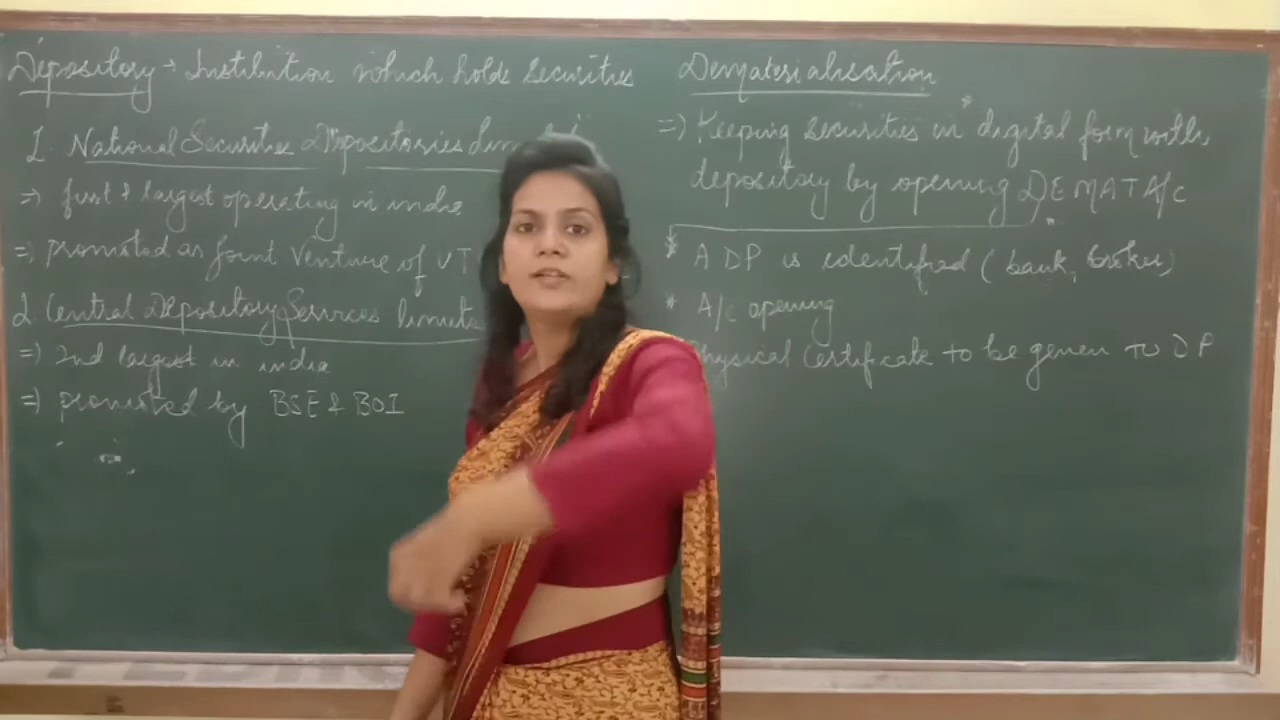 Depository → Institution which holds securities
1. National Securities Depositories
=) first & largest operating in india
=) promoted as Joint Venture of UT
2. Central Depository Services limite
=) 2nd largest in india
=) promoted by BSE & BOI
Dematerialisation
=) Keeping securities in digital form with
depository by opening DEMAT A/c
* A DP is identified (bank, broker)
* A/c opening
physical Certificate to be given to DP